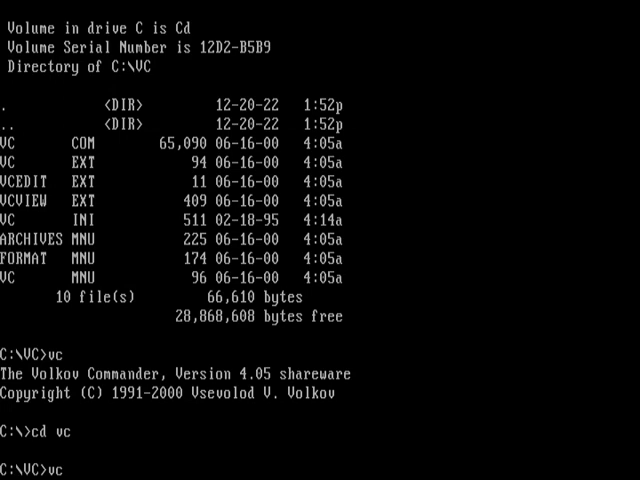 Volume in drive C is Cd
Volume Serial Number is 12D2-B5B9
Directory of C:\VC
. <DIR> 12-20-22 1:52p
.. <DIR> 12-20-22 1:52p
VC COM 65,090 06-16-00 4:05a
VC EXT 94 06-16-00 4:05a
VCEDIT EXT 11 06-16-00 4:05a
VCVIEW EXT 409 06-16-00 4:05a
VC INI 511 02-18-95 4:14a
ARCHIVES MNU 225 06-16-00 4:05a
FORMAT MNU 174 06-16-00 4:05a
VC MNU 96 06-16-00 4:05a
10 file(s) 66,610 bytes
28,868,608 bytes free
C:\VC>vc
The Volkov Commander, Version 4.05 shareware
Copyright (C) 1991-2000 Vsevolod V. Volkov
C:\>cd vc
C:\VC>vc